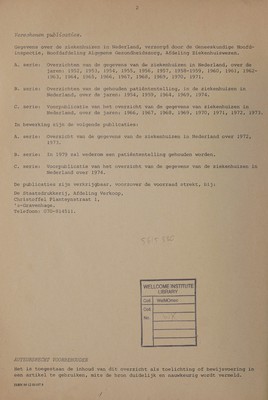 Verschenen publicaties.
Gegevens over de ziekenhuizen in Nederland, verzorgd door de Geneeskundige Hoofd-
inspectie, Hoofdafdeling Algemene Gezondheidszorg, Afdeling Ziekenhuiswezen.
A. serie: Overzichten van de gegevens van de ziekenhuizen in Nederland, over de
jaren: 1952, 1953, 1954, 1955, 1956, 1957, 1958-1959, 1960, 1961, 1962-
1963, 1964, 1965, 1966, 1967, 1968, 1969, 1970, 1971.
B. serie: Overzichten van de gehouden patiëntentelling, in de ziekenhuizen in
Nederland, over de jaren: 1954, 1959, 1964, 1969, 1974.
C. serie: Voorpublicatie van het overzicht van de gegevens van de ziekenhuizen in
Nederland, over de jaren: 1966, 1967, 1968, 1969, 1970, 1971, 1972, 1973.
In bewerking zijn de volgende publicaties:
A. serie: Overzicht van de gegevens van de ziekenhuizen in Nederland over 1972,
B. serie: In 1979 zal wederom een patiëntentelling gehouden worden.
C. serie: Voorpublicatie van het overzicht van de gegevens van de ziekenhuizen in
Nederland over 1974.
De publicaties zijn verkrijgbaar, voorzover de voorraad strekt, bij:
De Staatsdrukkerij, Afdeling Verkoop,
Christoffel Plantijnstraat 1,
's-Gravenhage.
Telefoon:
WELLCOME INSTITUTE
LIBRARY
Coll.
Call
No.
AUTEURSRECHT VOORBEHOUDEN
Het is toegestaan de inhoud van dit overzicht als toelichting of bewijsvoering in
een artikel te gebruiken, mits de bron duidelijk en nauwkeurig wordt vermeld.